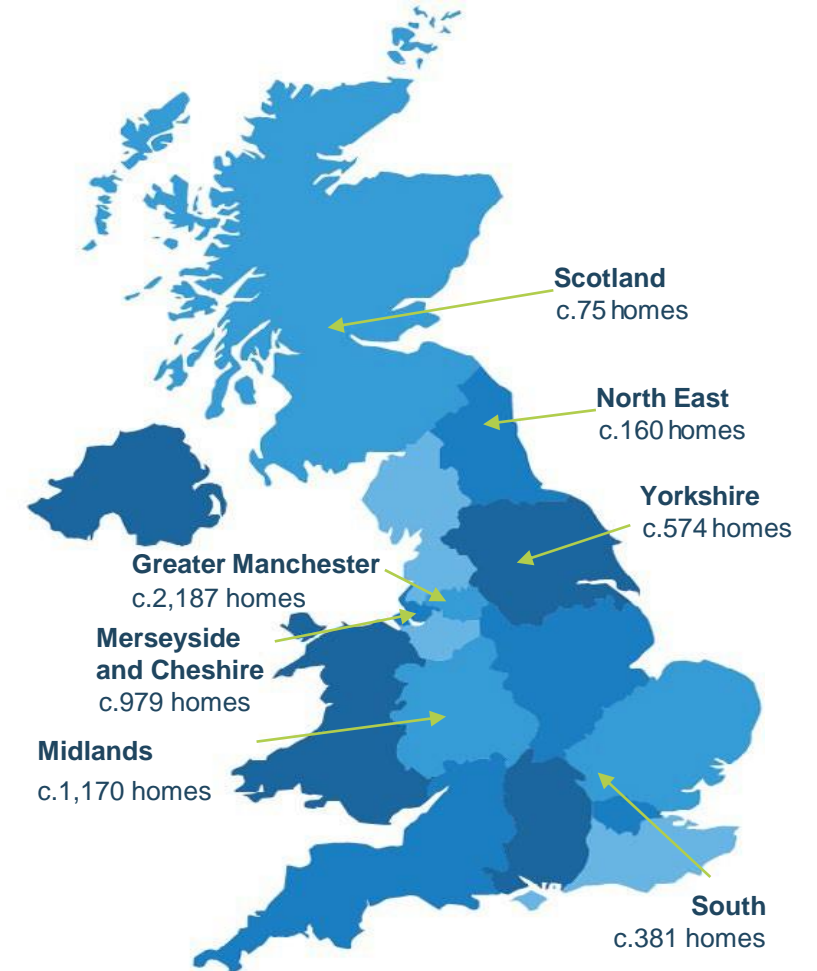 Scotland
c.75 homes
North East
c.160 homes
Yorkshire
c.574 homes
Greater Manchester
c.2,187 homes
Merseyside
and Cheshire
c.979 homes
Midlands
c.1,170 homes
South
c.381 homes